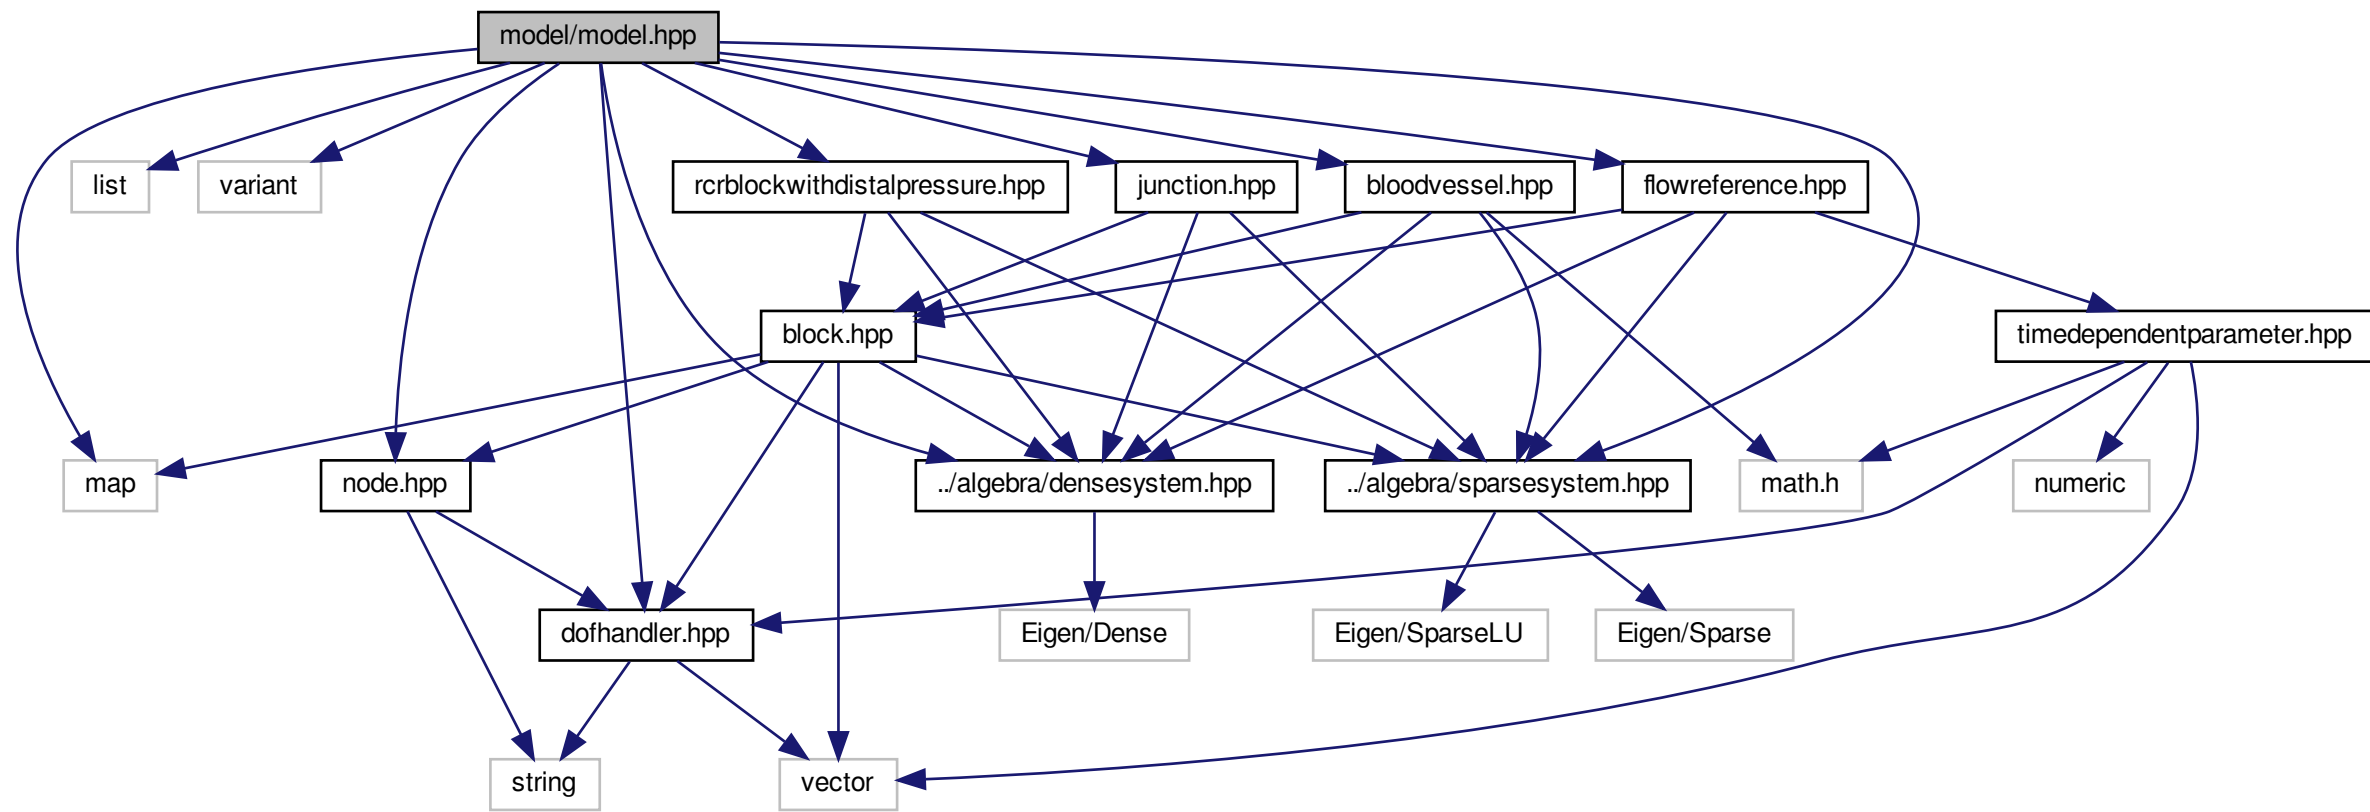 model/model.hpp
list
variant
rcrblockwithdistalpressure.hpp
junction.hpp
bloodvessel.hpp
flowreference.hpp
block.hpp
timedependentparameter.hpp
map
node.hpp
../algebra/densesystem.hpp
../algebra/sparsesystem.hpp
math.h
numeric
dofhandler.hpp
Eigen/Dense
Eigen/SparseLU
Eigen/Sparse
string
vector